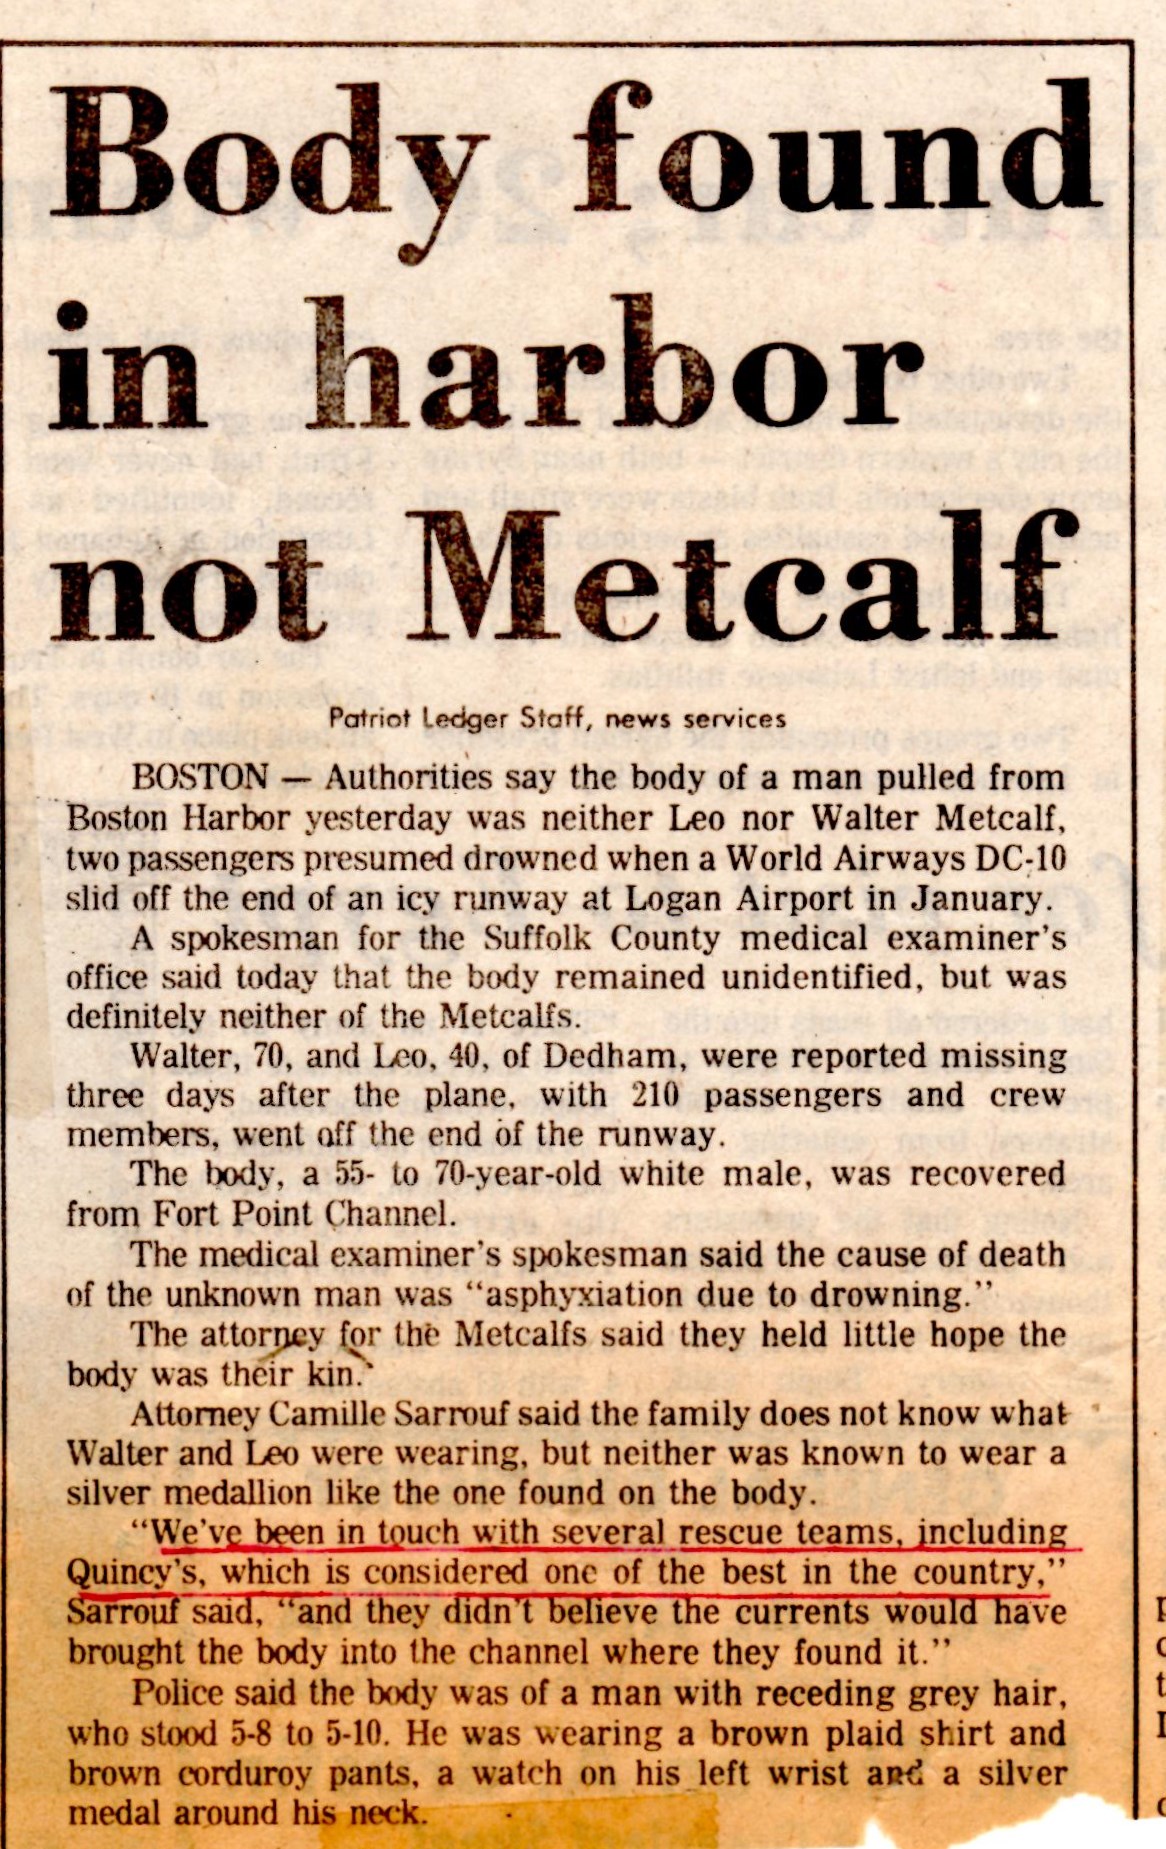 Body found
in harbor
not Metcalf
Patriot Ledger Staff, news services
BOSTON — Authorities say the body of a man pulled from
Boston Harbor yesterday was neither Leo nor Walter Metcalf,
two passengers presumed drowned when a World Airways DC-10
slid off the end of an icy runway at Logan Airport in January.
A spokesman for the Suffolk County medical examiner's
office said today that the body remained unidentified, but was
definitely neither of the Metcalfs.
Walter, 70, and Leo, 40, of Dedham, were reported missing
three days after the plane, with 210 passengers and crew
members, went off the end of the runway.
The body, a 55- to 70-year-old white male, was recovered
from Fort Point Channel.
The medical examiner's spokesman said the cause of death
of the unknown man was "asphyxiation due to drowning."
The attorney for the Metcalfs said they held little hope the
body was their kin.
Attorney Camille Sarrouf said the family does not know what
Walter and Leo were wearing, but neither was known to wear a
silver medallion like the one found on the body.
"We've been in touch with several rescue teams, including
Quincy's, which is considered one of the best in the country,"
Sarrouf said, "and they didn't believe the currents would have
brought the body into the channel where they found it."
Police said the body was of a man with receding grey hair,
who stood 5-8 to 5-10. He was wearing a brown plaid shirt and
brown corduroy pants, a watch on his left wrist and a silver
medal around his neck.